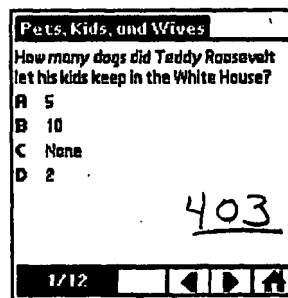 Pets, Kids, and Wives
How many dogs did Teddy Roosevelt
let his kids keep in the White House?
A 5
B 10
C None
D 2
403
1/12